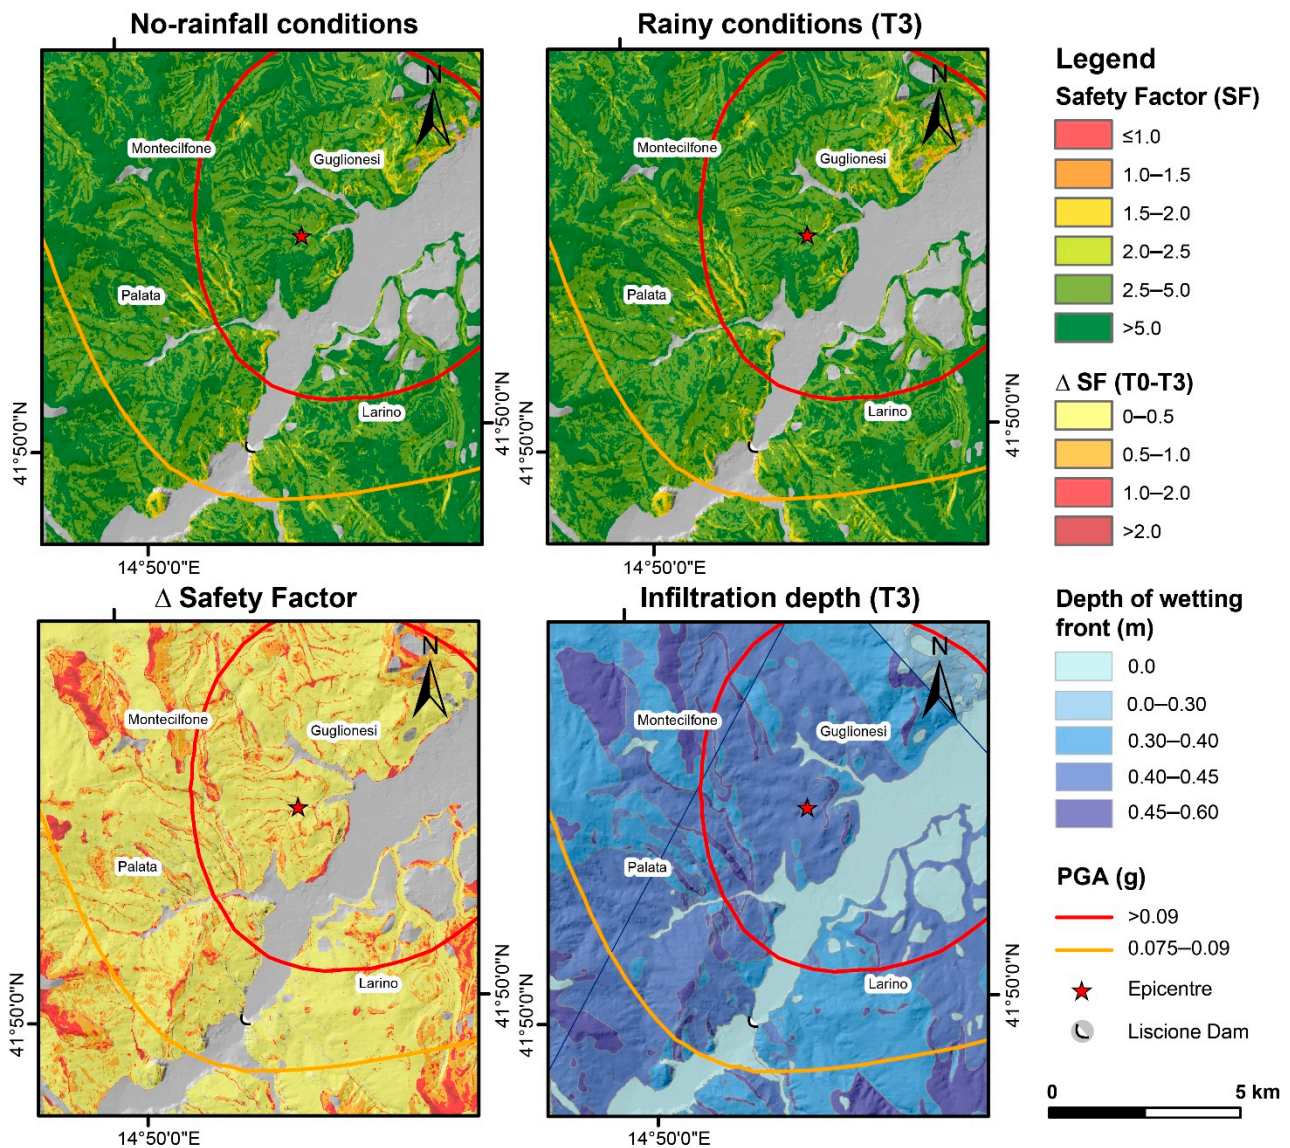 No-rainfall conditions
N
Montecilfone
Guglionesi
Palata
Larino
41°50'0"N
41°50'0"N
14°50'0"E
Rainy conditions (T3)
N
Montecilfone
Guglionesi
Palata
Larino
41°50'0"N
14°50'0"E
Δ Safety Factor
N
Montecilfone
Guglionesi
Palata
Larino
41°50'0"N
41°50'0"N
14°50'0"E
Infiltration depth (T3)
N
Montecilfone
Guglionesi
Palata
Larino
41°50'0"N
14°50'0"E
Legend
Safety Factor (SF)
≤1.0
1.0–1.5
1.5–2.0
2.0–2.5
2.5–5.0
>5.0
Δ SF (T0-T3)
0–0.5
0.5–1.0
1.0–2.0
>2.0
Depth of wetting
front (m)
0.0
0.0–0.30
0.30–0.40
0.40–0.45
0.45–0.60
PGA (g)
>0.09
0.075–0.09
Epicentre
Liscione Dam
0 5 km